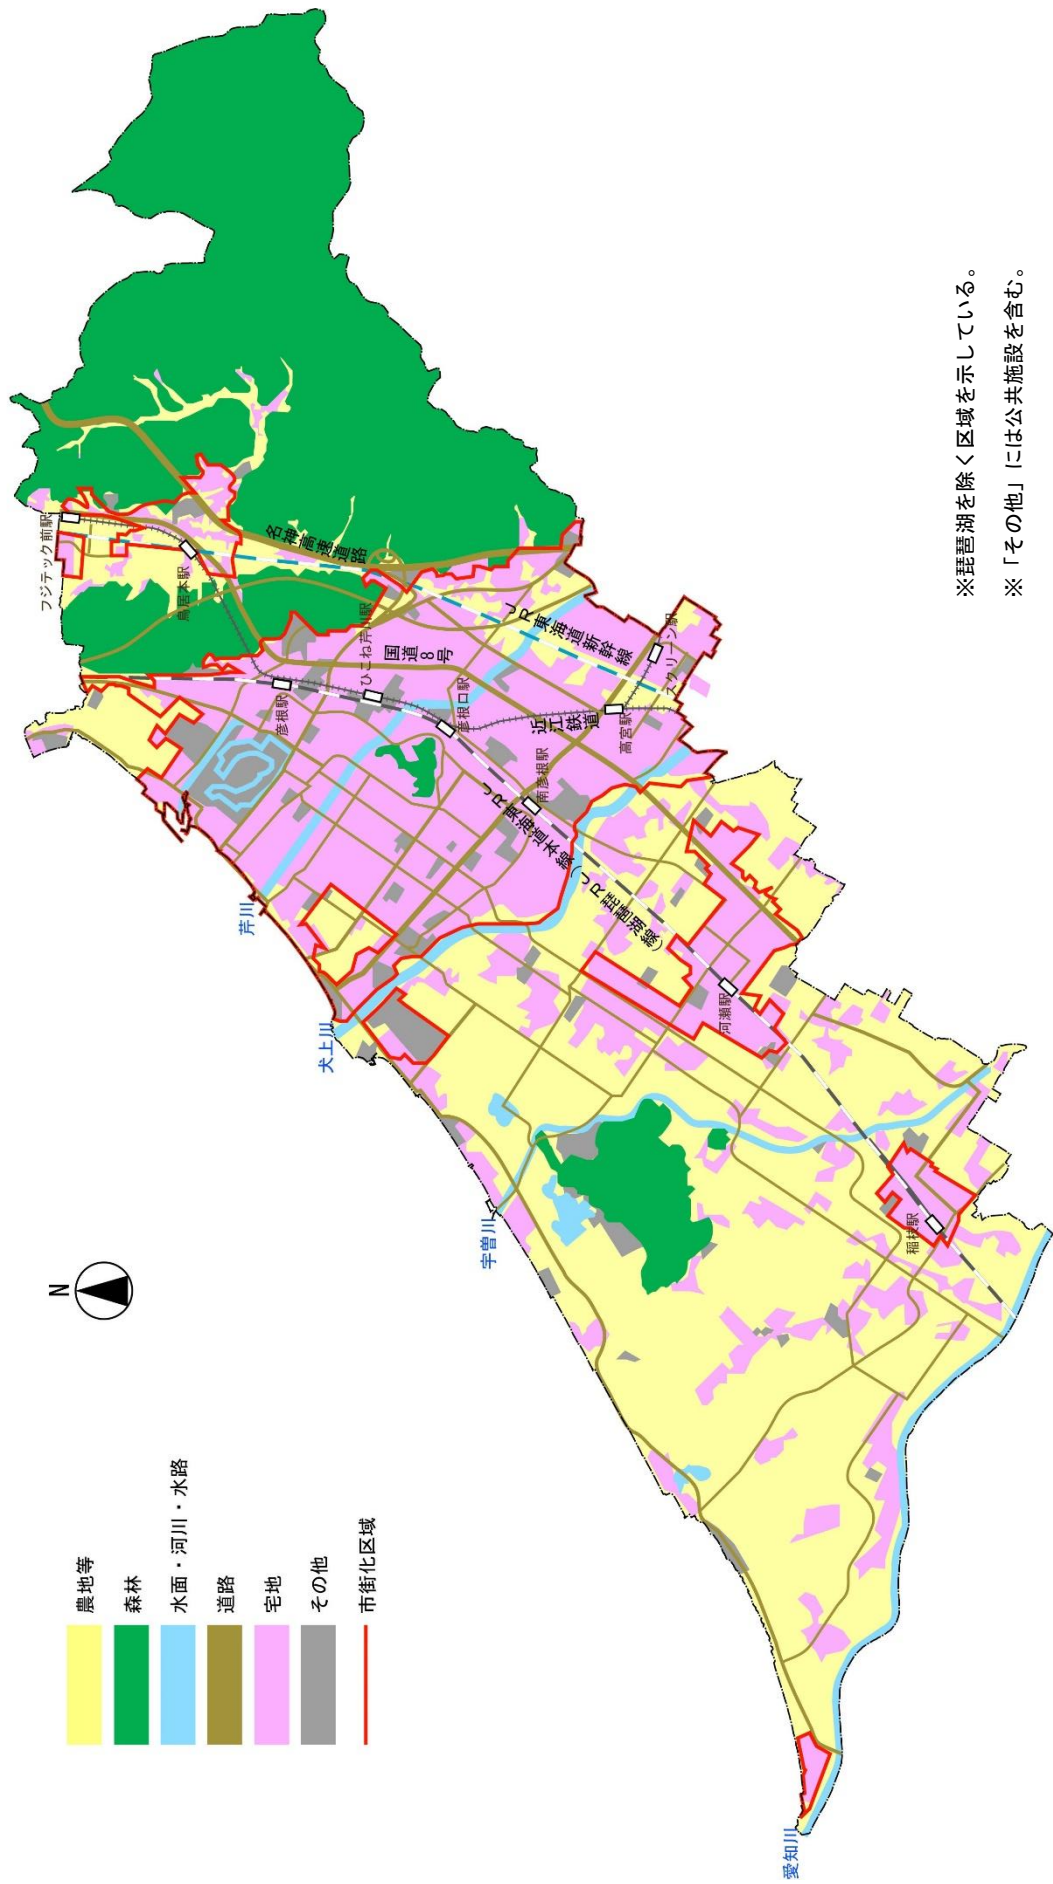 農地等
森林
水面・河川・水路
道路
宅地
その他
市街化区域
N
フジテック前駅
鳥居本駅
名神高速道路
彦根駅
ひこね芹川駅
国道8号
彦根口駅
JR東海道新幹線
近江鉄道
高宮駅
スクリーン駅
南彦根駅
JR東海道本線(JR琵琶湖線)
河瀬駅
稲枝駅
芹川
犬上川
宇曽川
愛知川
※琵琶湖を除く区域を示している。
※「その他」には公共施設を含む。